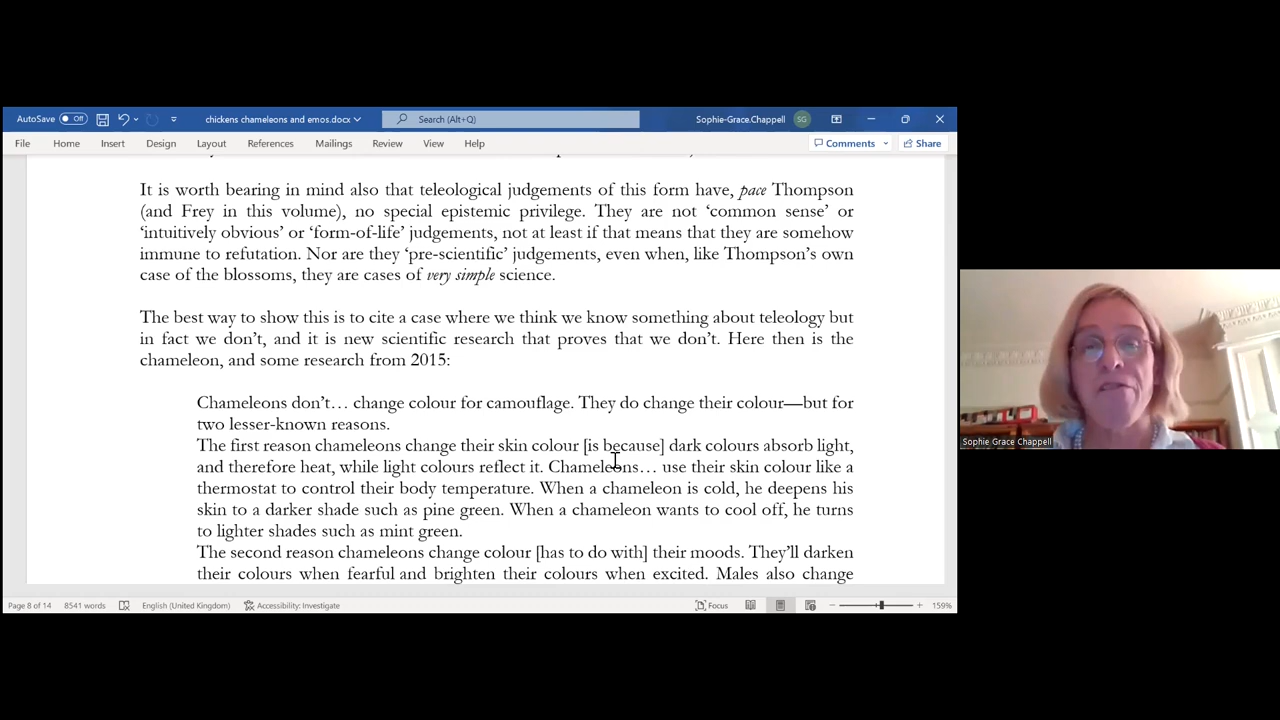 AutoSave Off
chickens chameleons and emos.docx
Search (Alt+Q)
Sophie-Grace.Chappell SG
File Home Insert Design Layout References Mailings Review View Help
Comments Share
It is worth bearing in mind also that teleological judgements of this form have, pace Thompson
(and Frey in this volume), no special epistemic privilege. They are not ‘common sense’ or
‘intuitively obvious’ or ‘form-of-life’ judgements, not at least if that means that they are somehow
immune to refutation. Nor are they ‘pre-scientific’ judgements, even when, like Thompson’s own
case of the blossoms, they are cases of very simple science.
The best way to show this is to cite a case where we think we know something about teleology but
in fact we don’t, and it is new scientific research that proves that we don’t. Here then is the
chameleon, and some research from 2015:
Chameleons don’t… change colour for camouflage. They do change their colour—but for
two lesser-known reasons.
The first reason chameleons change their skin colour [is because] dark colours absorb light,
and therefore heat, while light colours reflect it. Chameleons… use their skin colour like a
thermostat to control their body temperature. When a chameleon is cold, he deepens his
skin to a darker shade such as pine green. When a chameleon wants to cool off, he turns
to lighter shades such as mint green.
The second reason chameleons change colour [has to do with] their moods. They’ll darken
their colours when fearful and brighten their colours when excited. Males also change
Page 8 of 14 8541 words English (United Kingdom) Accessibility: Investigate Focus 159%
Sophie Grace Chappell